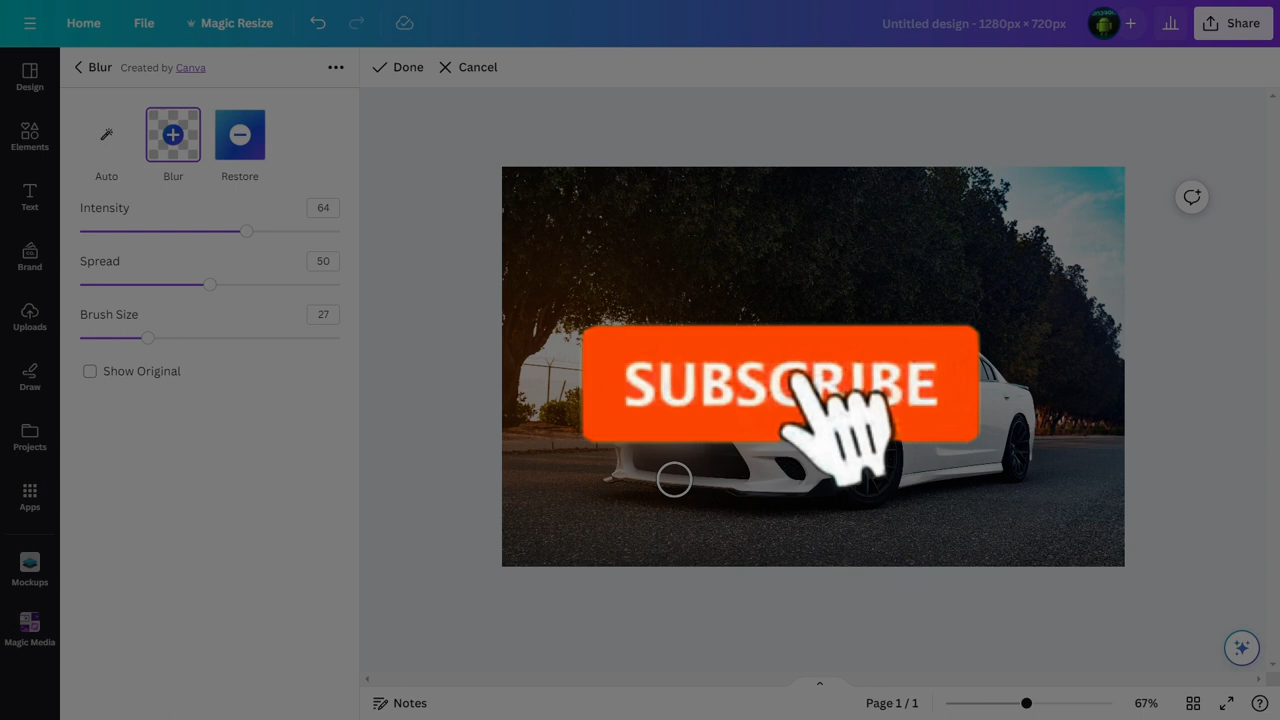 Home
File
Magic Resize
Untitled design - 1280px × 720px
Share
Design
Elements
Text
Brand
Uploads
Draw
Projects
Apps
Mockups
Magic Media
Blur
Created by Canva
Auto
Blur
Restore
Intensity
64
Spread
50
Brush Size
27
Show Original
Done
Cancel
SUBSCRIBE
Notes
Page 1 / 1
67%